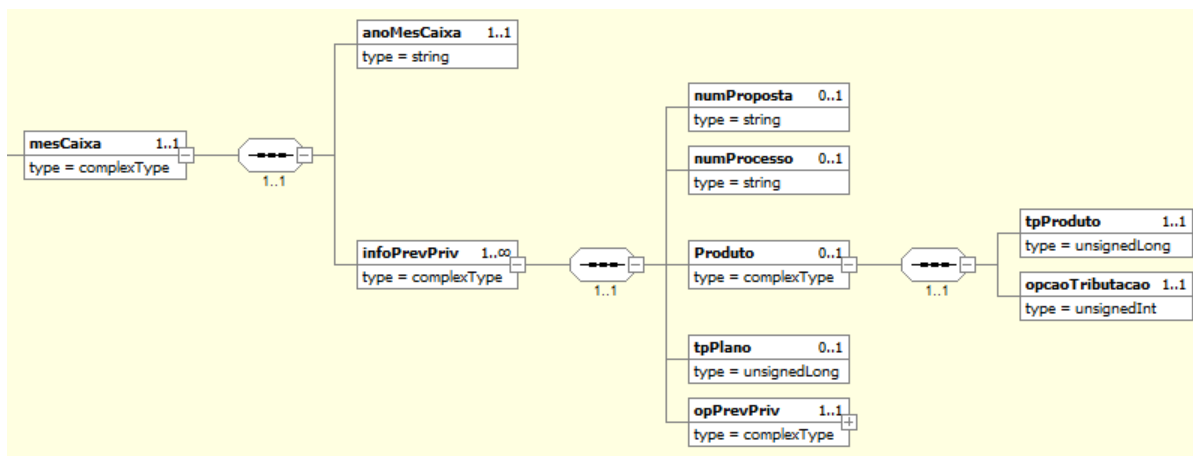 anoMesCaixa 1..1
type = string
numProposta 0..1
type = string
mesCaixa 1..1
type = complexType
1..1
numProcesso 0..1
type = string
infoPrevPriv 1..∞
type = complexType
1..1
Produto 0..1
type = complexType
1..1
tpProduto 1..1
type = unsignedLong
opcaoTributacao 1..1
type = unsignedInt
tpPlano 0..1
type = unsignedLong
opPrevPriv 1..1
type = complexType